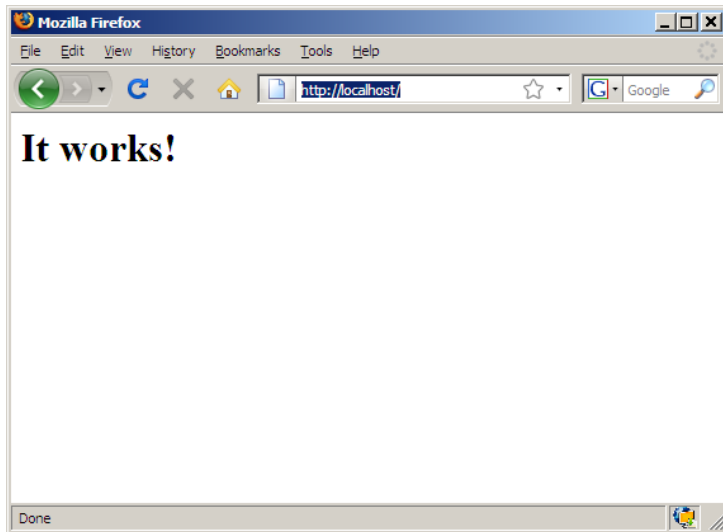 Mozilla Firefox
File Edit View History Bookmarks Tools Help
http://localhost/ G Google
It works!
Done